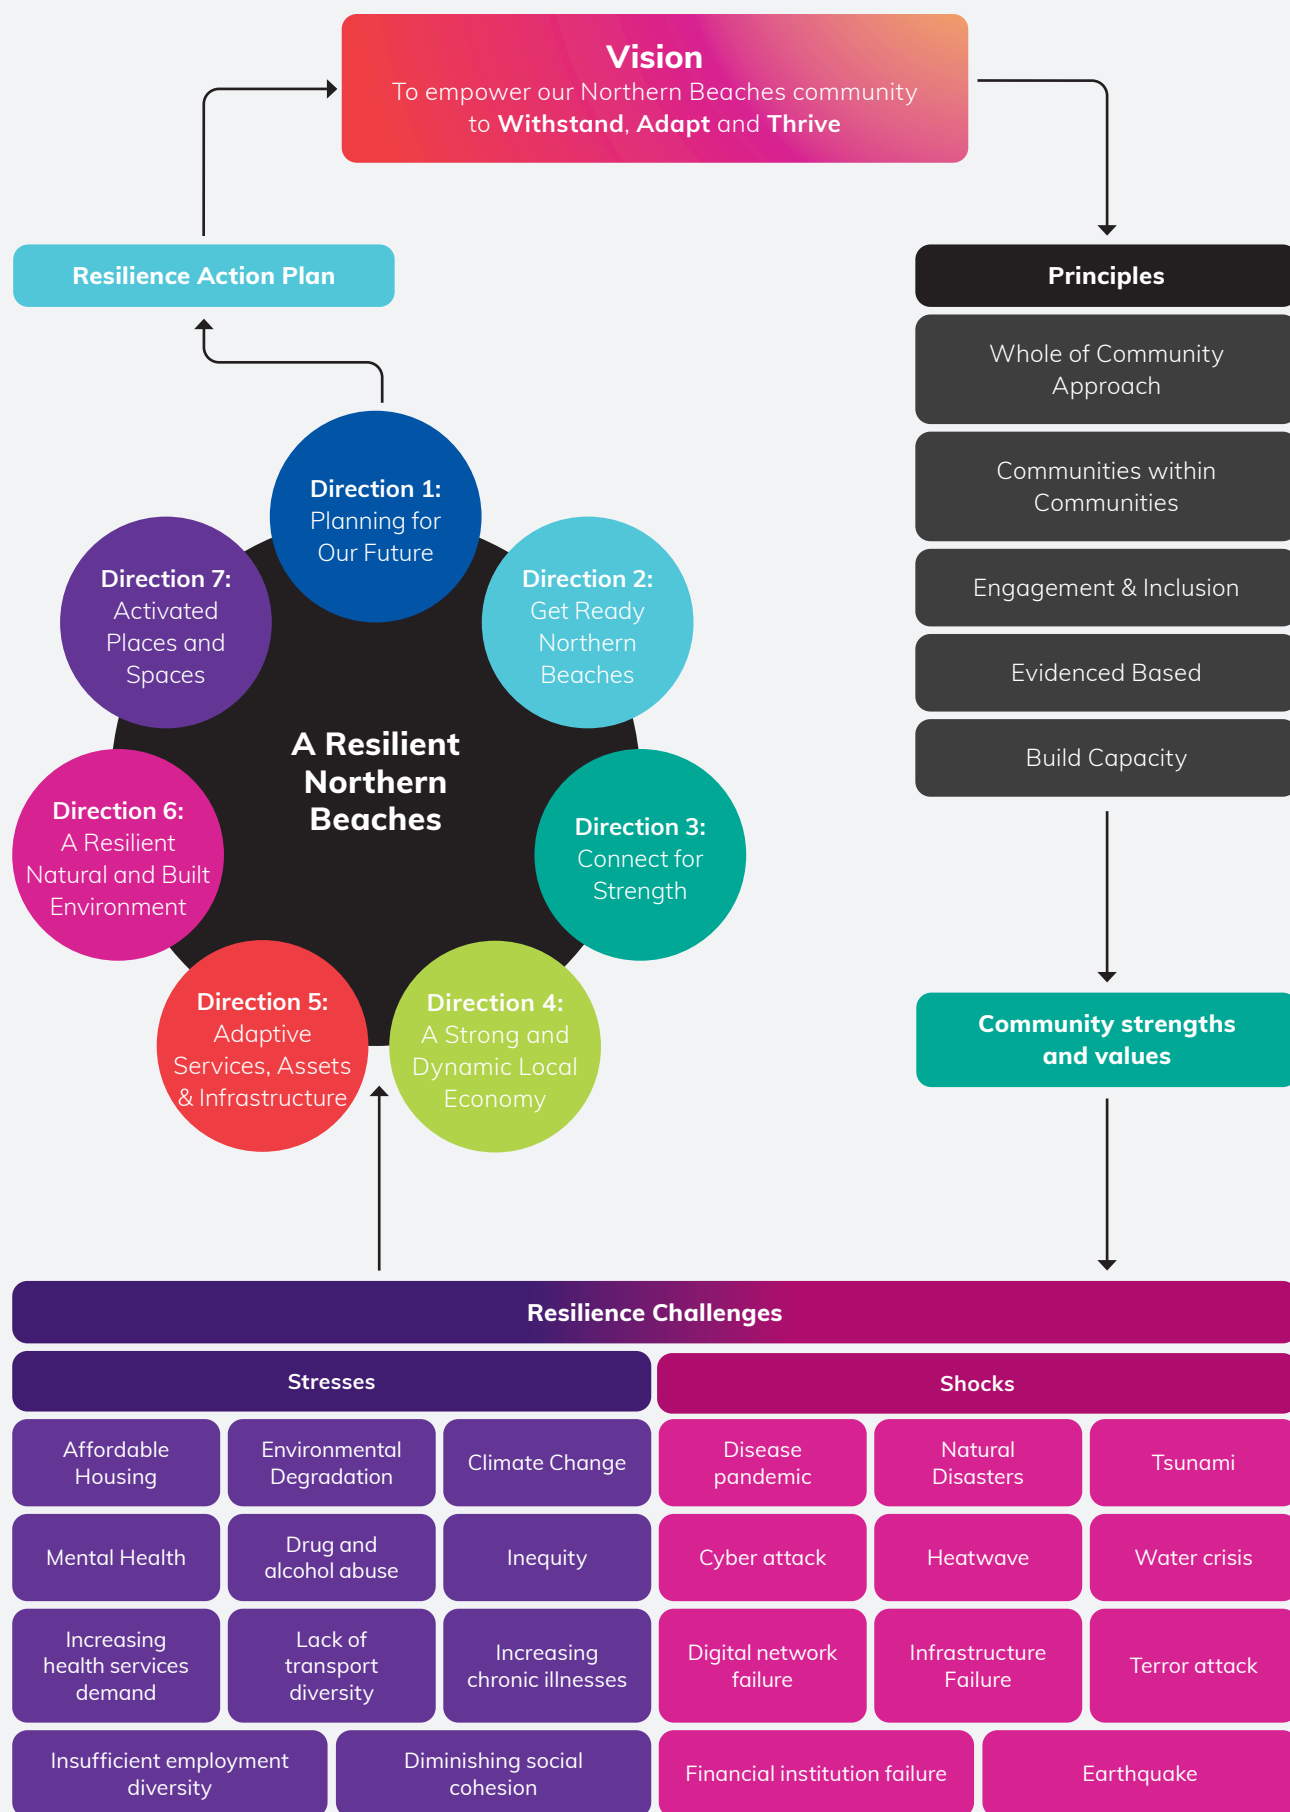 Vision
To empower our Northern Beaches community
to Withstand, Adapt and Thrive
Resilience Action Plan
Principles
Whole of Community
Approach
Communities within
Communities
Engagement & Inclusion
Evidenced Based
Build Capacity
Direction 1:
Planning for
Our Future
Direction 2:
Get Ready
Northern
Beaches
Direction 3:
Connect for
Strength
Direction 4:
A Strong and
Dynamic Local
Economy
Direction 5:
Adaptive
Services, Assets
& Infrastructure
Direction 6:
A Resilient
Natural and Built
Environment
Direction 7:
Activated
Places and
Spaces
A Resilient
Northern
Beaches
Community strengths
and values
Resilience Challenges
Stresses
Affordable
Housing
Environmental
Degradation
Climate Change
Mental Health
Drug and
alcohol abuse
Inequity
Increasing
health services
demand
Lack of
transport
diversity
Increasing
chronic illnesses
Insufficient employment
diversity
Diminishing social
cohesion
Shocks
Disease
pandemic
Natural
Disasters
Tsunami
Cyber attack
Heatwave
Water crisis
Digital network
failure
Infrastructure
Failure
Terror attack
Financial institution failure
Earthquake